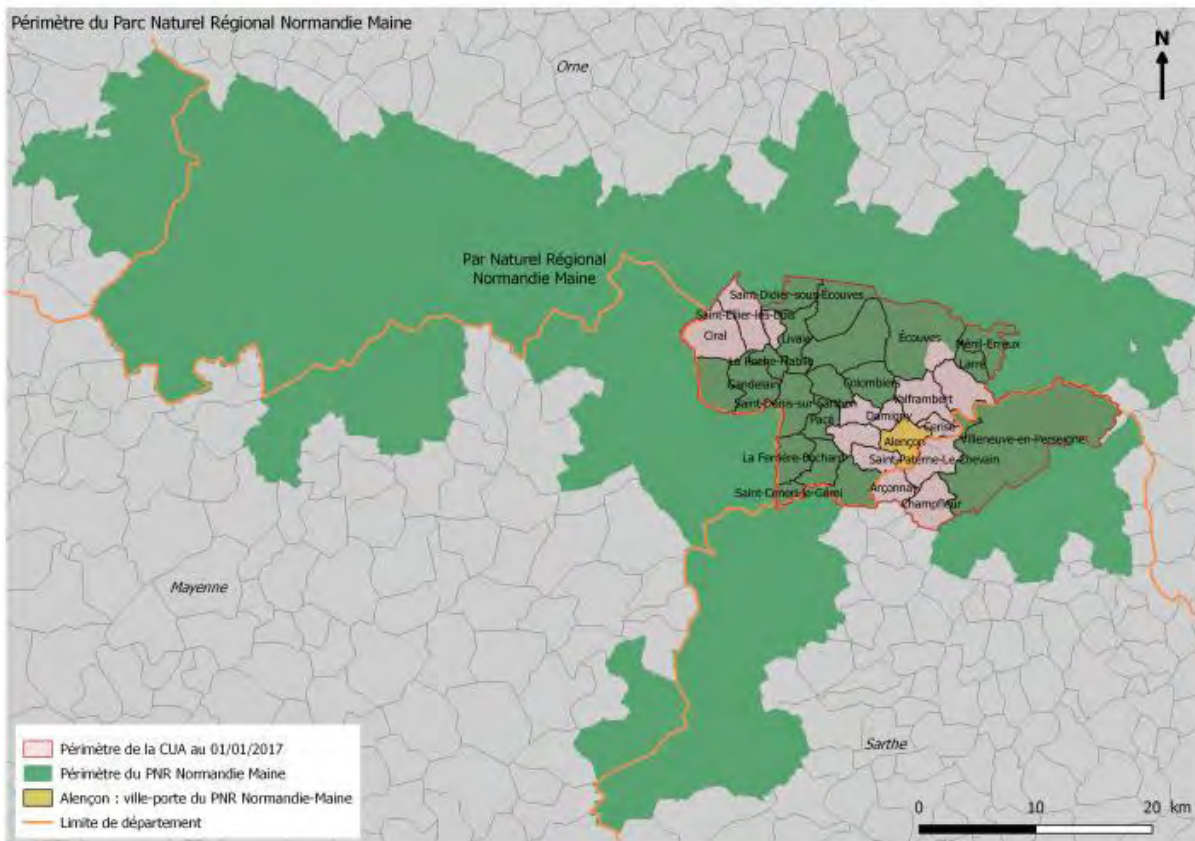 Périmètre du Parc Naturel Régional Normandie Maine
N
Orne
Par Naturel Régional
Normandie Maine
Saint-Didier-sous-Écouves
Saint-Ellier-les-Bois
Ciral
Livaie
Écouves
Ménil-Erreux
Larré
La Roche-Mabile
Gandelain
Colombiers
Saint-Denis-sur-Sarthon
Valframbert
Pacé
Damigny
Cerisé
Alençon
Villeneuve-en-Perseigne
La Ferrière-Bochard
Saint-Paterne-Le-Chevain
Saint-Céneri-le-Gérei
Arçonnay
Champfleur
Mayenne
Sarthe
Périmètre de la CUA au 01/01/2017
Périmètre du PNR Normandie Maine
Alençon : ville-porte du PNR Normandie-Maine
Limite de département
0 10 20 km